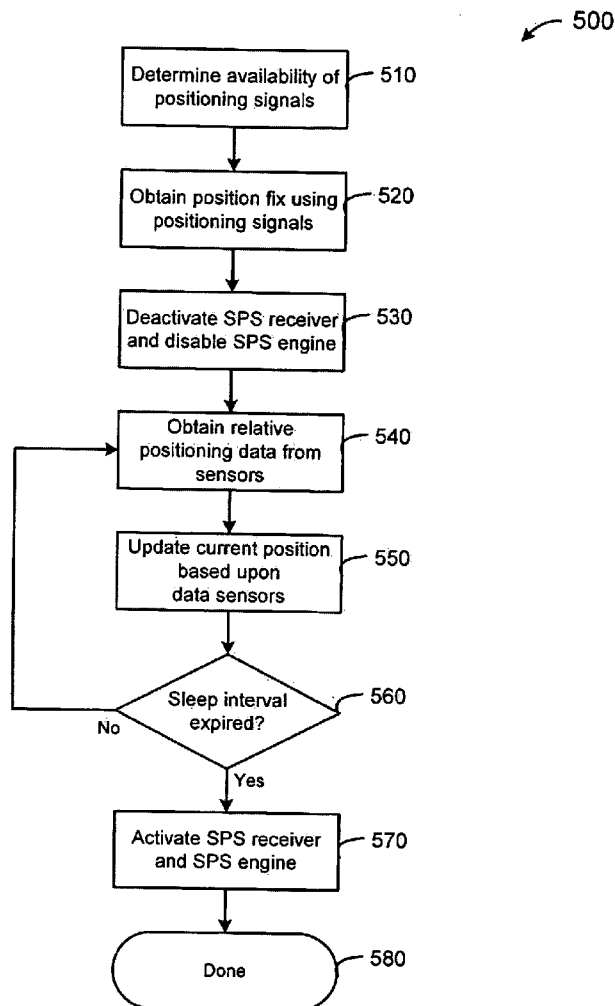 500
Determine availability of
positioning signals
510
Obtain position fix using
positioning signals
520
Deactivate SPS receiver
and disable SPS engine
530
Obtain relative
positioning data from
sensors
540
Update current position
based upon
data sensors
550
Sleep interval
expired?
560
No
Yes
Activate SPS receiver
and SPS engine
570
Done
580